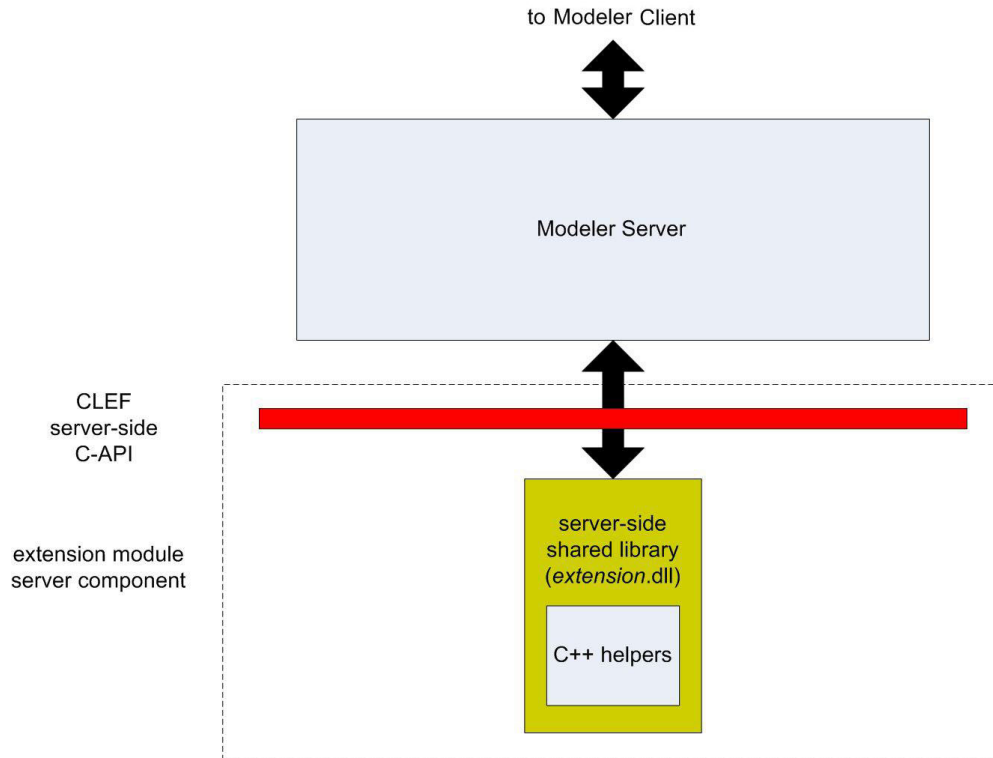 to Modeler Client
Modeler Server
CLEF
server-side
C-API
extension module
server component
server-side
shared library
(extension.dll)
C++ helpers